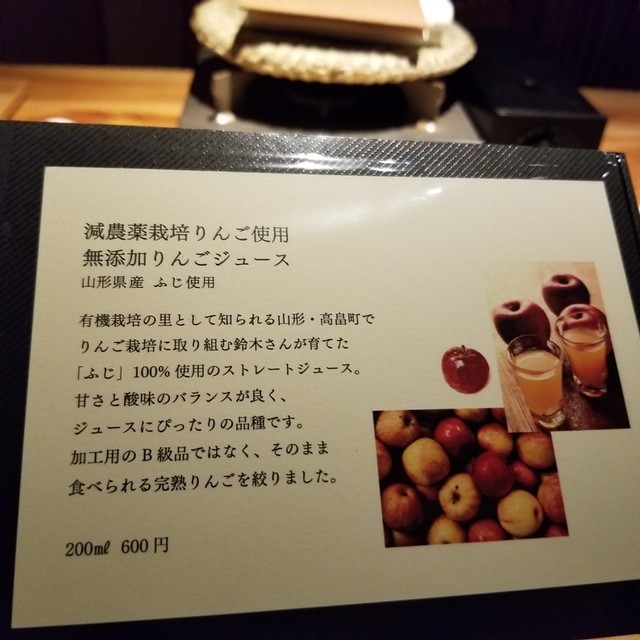 減農薬栽培りんご使用
無添加りんごジュース
山形県産 ふじ使用
有機栽培の里として知られる山形・高畠町で
りんご栽培に取り組む鈴木さんが育てた
「ふじ」100%使用のストレートジュース。
甘さと酸味のバランスが良く、
ジュースにぴったりの品種です。
加工用のB級品ではなく、そのまま
食べられる完熟りんごを絞りました。
200㎖ 600円